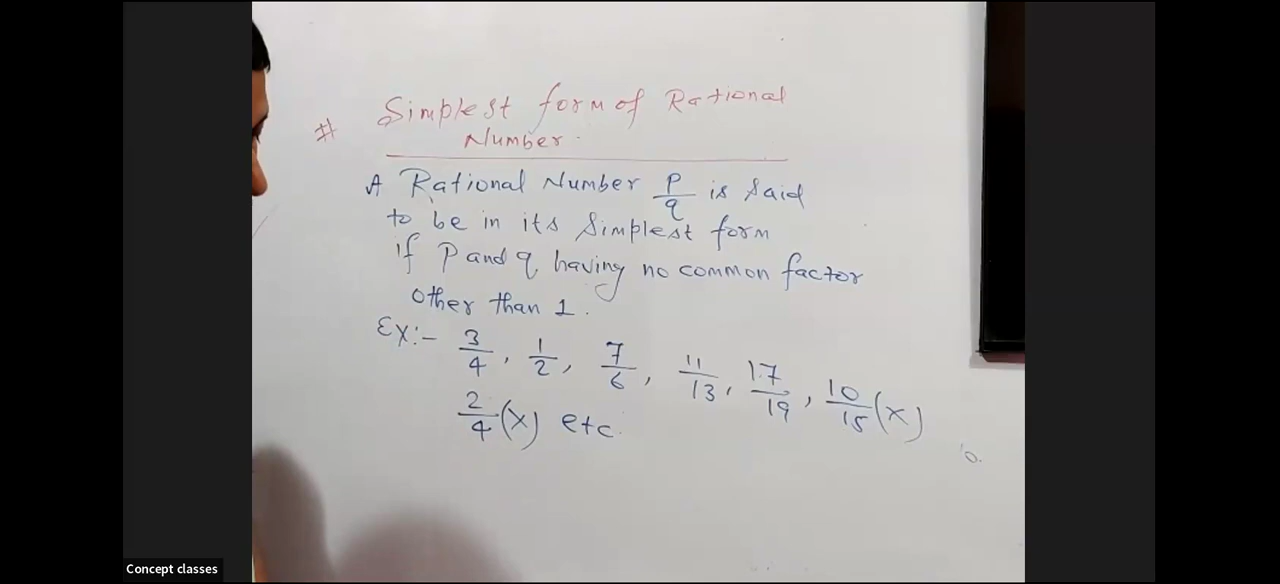 # Simplest form of Rational
Number.
A Rational Number P/q is said
to be in its simplest form
if P and q having no common factor
other than 1.
Ex:- 3/4, 1/2, 7/6, 11/13, 17/19, 10/15 (x)
2/4 (x) etc.
Concept classes